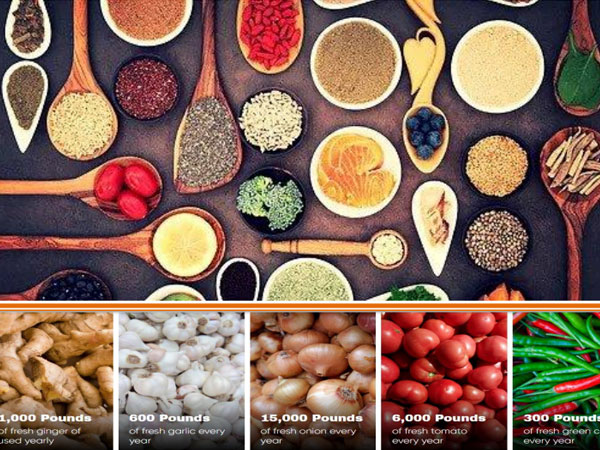 1,000 Pounds
of fresh ginger of
used yearly
600 Pounds
of fresh garlic every
year
15,000 Pounds
of fresh onion every
year
6,000 Pounds
of fresh tomato
every year
300 Pounds
of fresh green c
every year